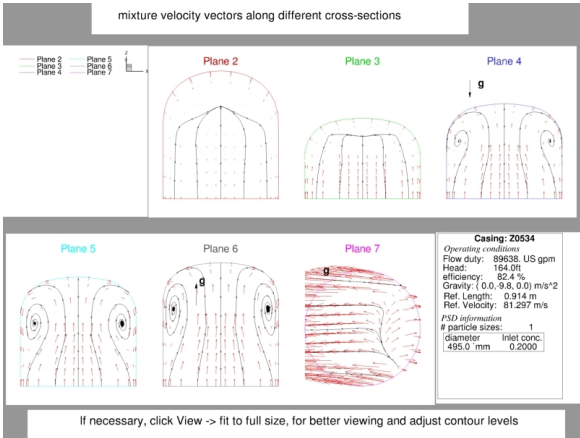 mixture velocity vectors along different cross-sections
Plane 2 Plane 5
Plane 3 Plane 6
Plane 4 Plane 7
z
x
Plane 2 Plane 3 Plane 4
g
Plane 5 Plane 6 Plane 7
g
g
Casing: Z0534
Operating conditions
Flow duty: 89638. US gpm
Head: 164.0ft
efficiency: 82.4 %
Gravity: ( 0.0,-9.8, 0.0) m/s^2
Ref. Length: 0.914 m
Ref. Velocity: 81.297 m/s
PSD information
# particle sizes: 1
diameter Inlet conc.
495.0 `mm 0.2000
If necessary, click View -> fit to full size, for better viewing and adjust contour levels